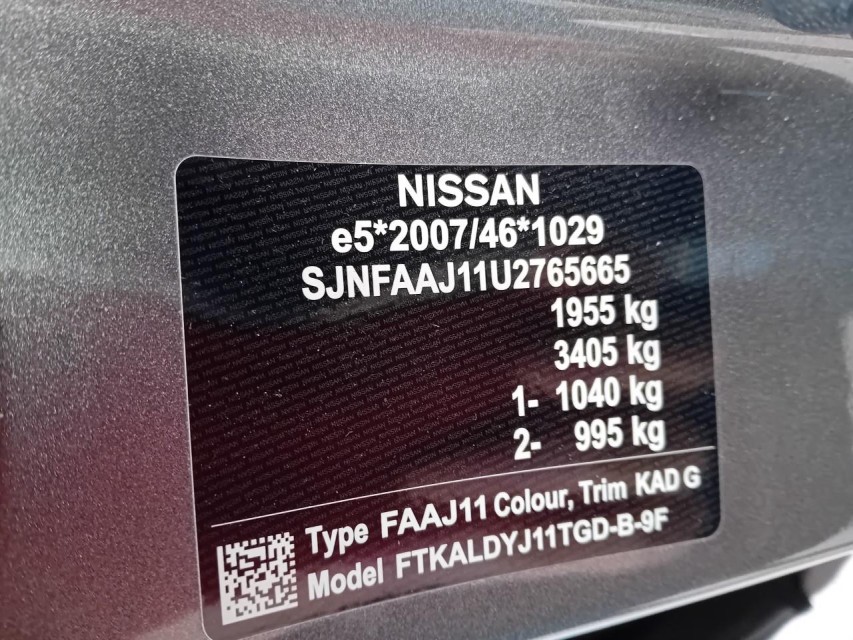 NISSAN
e5*2007/46*1029
SJNFAAJ11U2765665
1955 kg
3405 kg
1- 1040 kg
2- 995 kg
Type FAAJ11 Colour, Trim KAD G
Model FTKALDYJ11TGD-B-9F